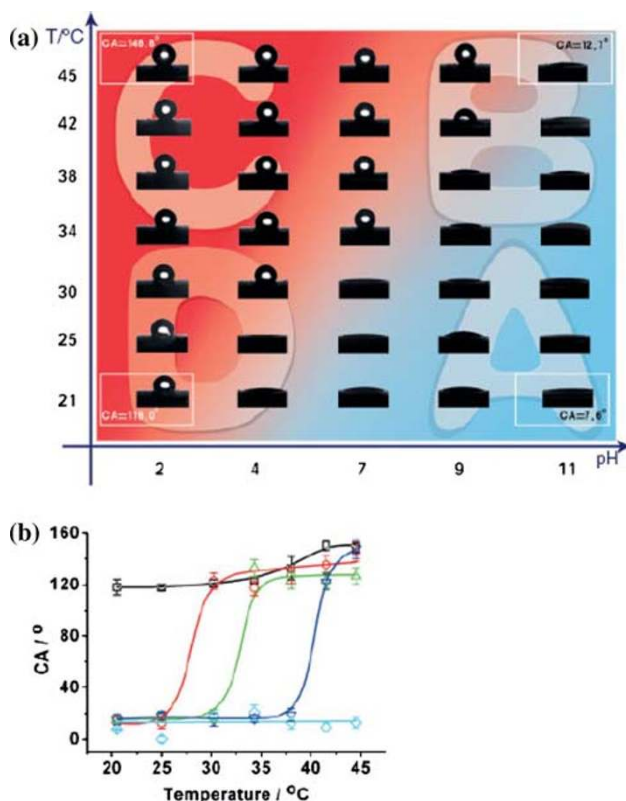 (a)
T/°C
CA=148,8°
CA=12,1°
45
42
38
34
30
25
21
C
B
D
A
CA=118,0°
CA=7,6°
2 4 7 9 11
pH
(b)
160
120
80
40
0
CA / °
20 25 30 35 40 45
Temperature / °C